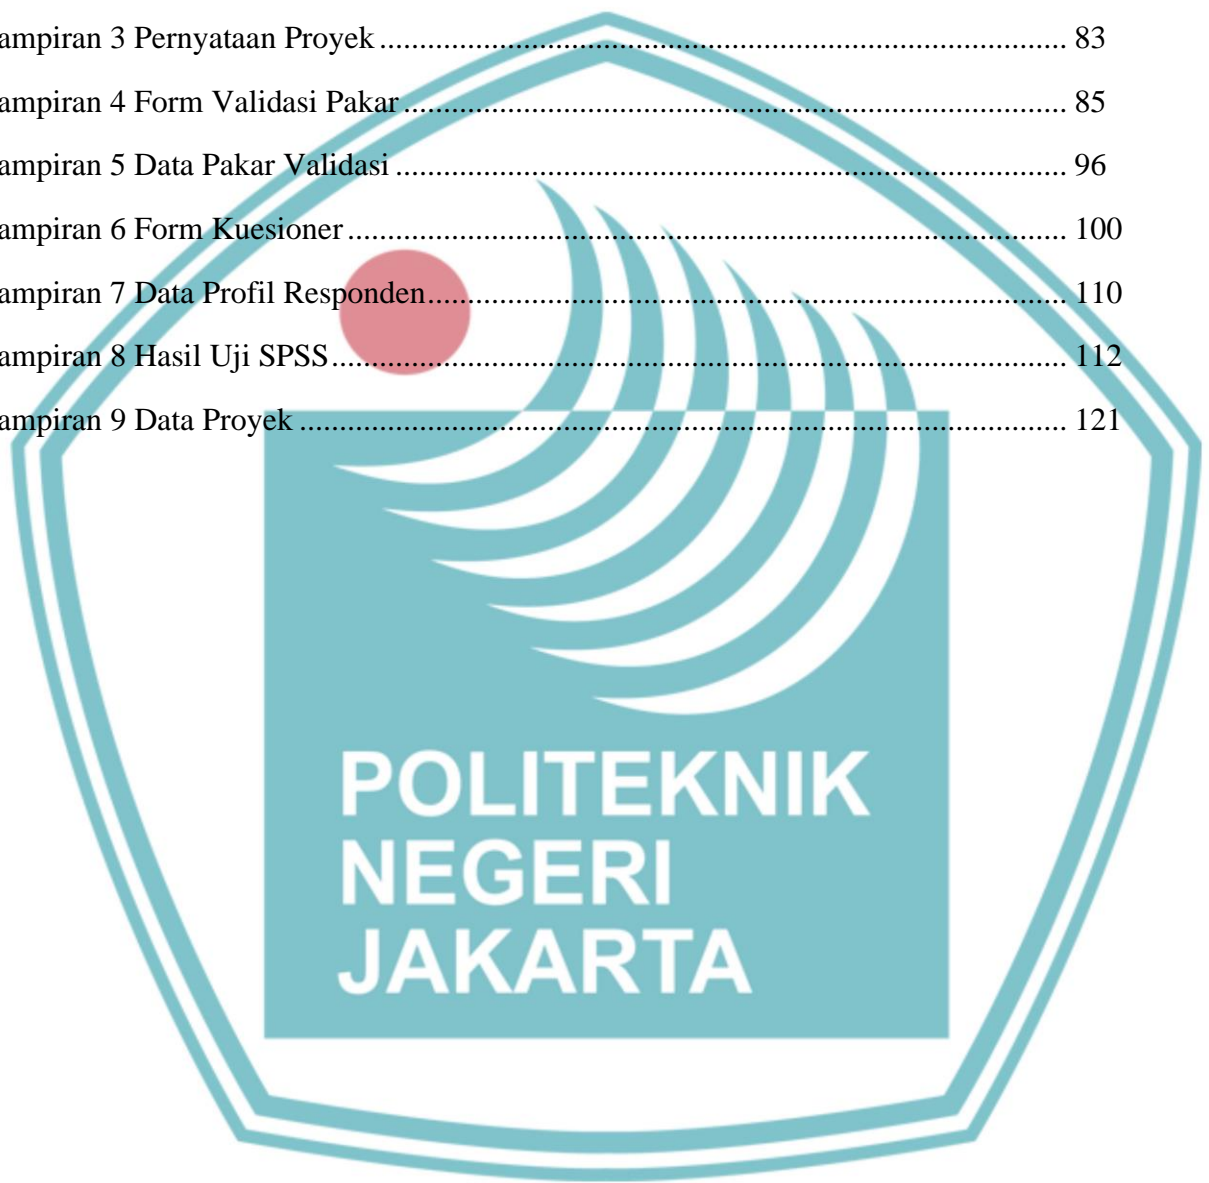 ampiran 3 Pernyataan Proyek ........................................................................................ 83
ampiran 4 Form Validasi Pakar ..................................................................................... 85
ampiran 5 Data Pakar Validasi ...................................................................................... 96
ampiran 6 Form Kuesioner ............................................................................................ 100
ampiran 7 Data Profil Responden .................................................................................. 110
ampiran 8 Hasil Uji SPSS .............................................................................................. 112
ampiran 9 Data Proyek .................................................................................................. 121
POLITEKNIK
NEGERI
JAKARTA